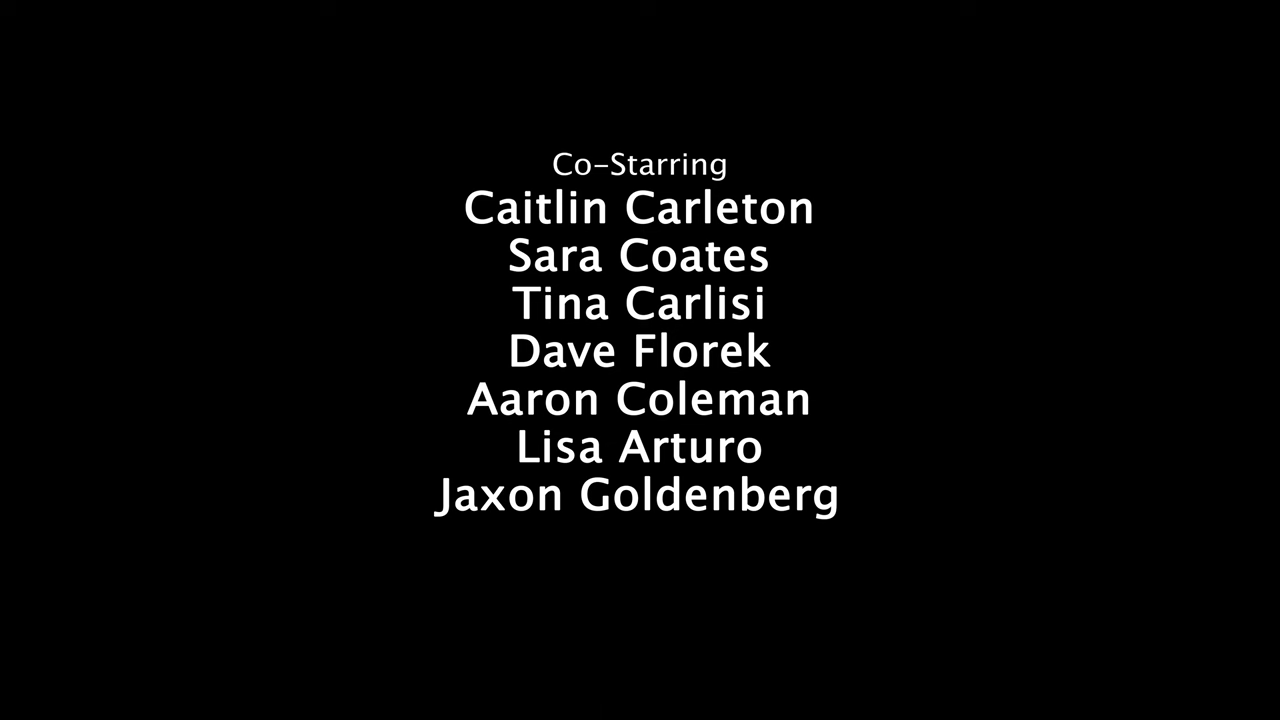 Co-Starring
Caitlin Carleton
Sara Coates
Tina Carlisi
Dave Florek
Aaron Coleman
Lisa Arturo
Jaxon Goldenberg